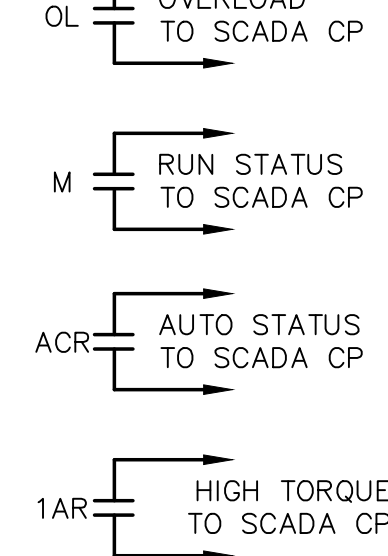 OL
OVERLOAD
TO SCADA CP
M
RUN STATUS
TO SCADA CP
ACR
AUTO STATUS
TO SCADA CP
1AR
HIGH TORQUE
TO SCADA CP